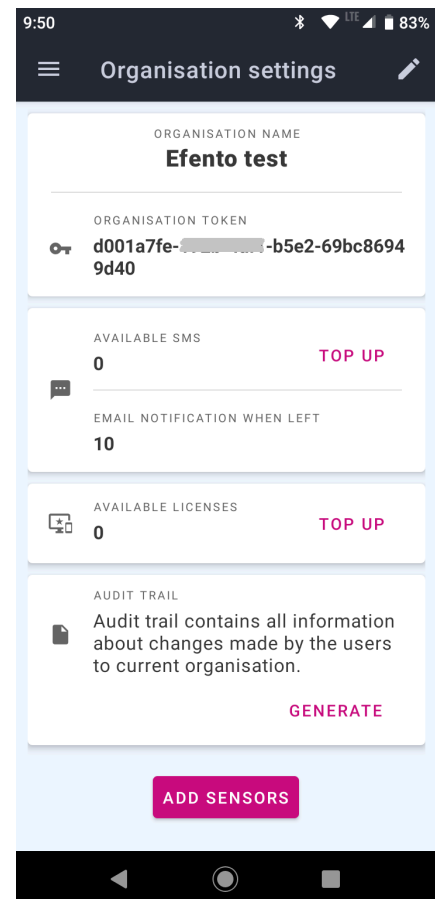 9:50
LTE
83%
Organisation settings
ORGANISATION NAME
Efento test
ORGANISATION TOKEN
d001a7fe- -b5e2-69bc8694
9d40
AVAILABLE SMS
0
TOP UP
EMAIL NOTIFICATION WHEN LEFT
10
AVAILABLE LICENSES
0
TOP UP
AUDIT TRAIL
Audit trail contains all information
about changes made by the users
to current organisation.
GENERATE
ADD SENSORS